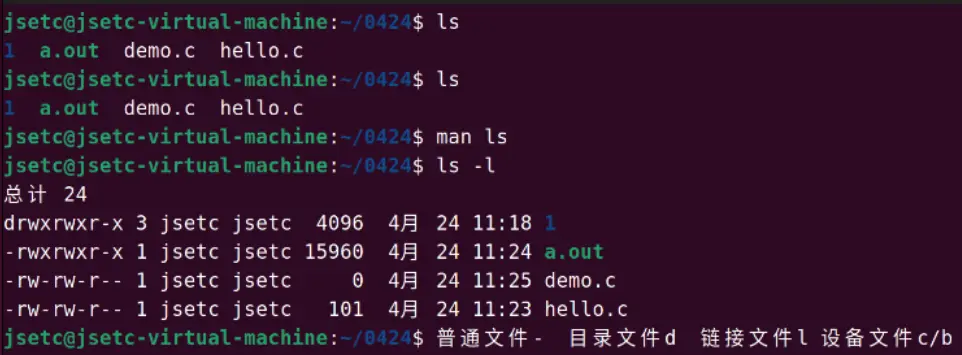 jsetc@jsetc-virtual-machine:~/0424$ ls
1  a.out  demo.c  hello.c
jsetc@jsetc-virtual-machine:~/0424$ ls
1  a.out  demo.c  hello.c
jsetc@jsetc-virtual-machine:~/0424$ man ls
jsetc@jsetc-virtual-machine:~/0424$ ls -l
总计 24
drwxrwxr-x 3 jsetc jsetc  4096  4月  24 11:18 1
-rwxrwxr-x 1 jsetc jsetc 15960  4月  24 11:24 a.out
-rw-rw-r-- 1 jsetc jsetc     0  4月  24 11:25 demo.c
-rw-rw-r-- 1 jsetc jsetc   101  4月  24 11:23 hello.c
jsetc@jsetc-virtual-machine:~/0424$ 普通文件-  目录文件d  链接文件l 设备文件c/b